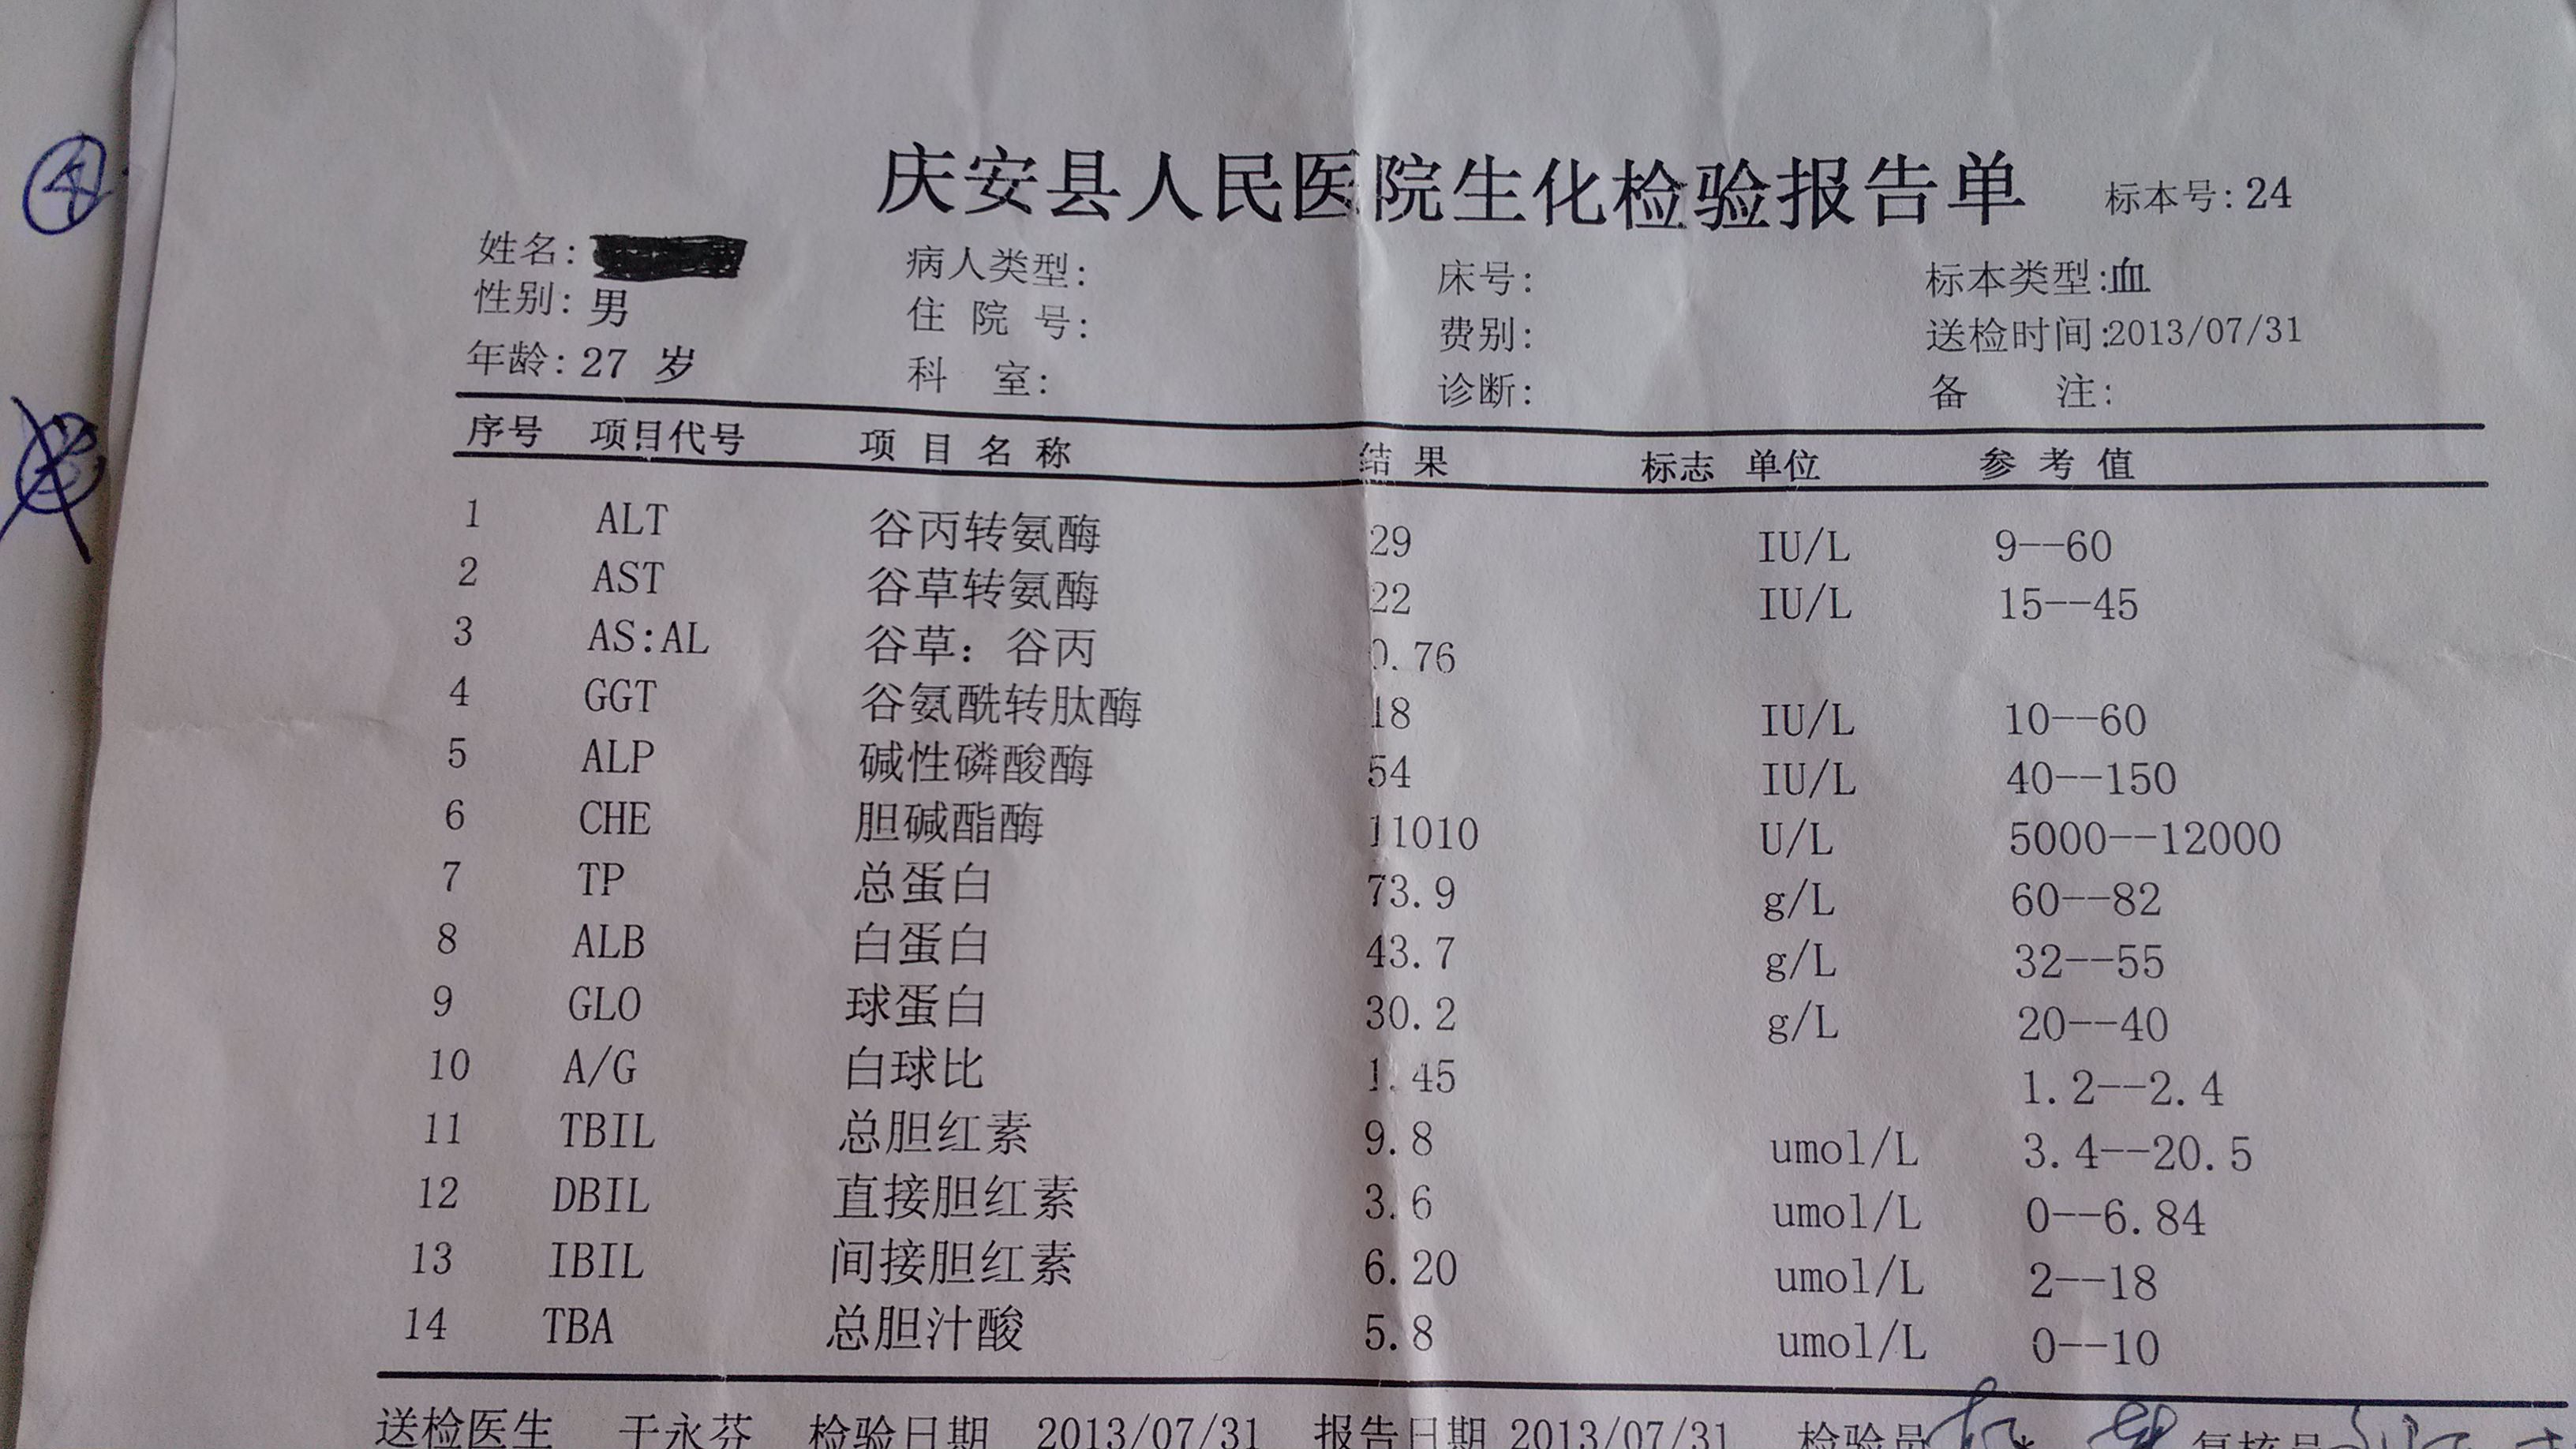 庆安县人民医院生化检验报告单 标本号: 24
姓名: 病人类型: 床号: 标本类型:血
性别: 男 住院号: 费别: 送检时间:2013/07/31
年龄: 27 岁 科室: 诊断: 备注:
序号 项目代号 项目名称 结果 标志 单位 参考值
1 ALT 谷丙转氨酶 29 IU/L 9--60
2 AST 谷草转氨酶 22 IU/L 15--45
3 AS:AL 谷草：谷丙 0.76
4 GGT 谷氨酰转肽酶 18 IU/L 10--60
5 ALP 碱性磷酸酶 54 IU/L 40--150
6 CHE 胆碱酯酶 11010 U/L 5000--12000
7 TP 总蛋白 73.9 g/L 60--82
8 ALB 白蛋白 43.7 g/L 32--55
9 GLO 球蛋白 30.2 g/L 20--40
10 A/G 白球比 1.45 1.2--2.4
11 TBIL 总胆红素 9.8 umol/L 3.4--20.5
12 DBIL 直接胆红素 3.6 umol/L 0--6.84
13 IBIL 间接胆红素 6.20 umol/L 2--18
14 TBA 总胆汁酸 5.8 umol/L 0--10
送检医生 于永芬 检验日期 2013/07/31 报告日期 2013/07/31 检验员 复核员